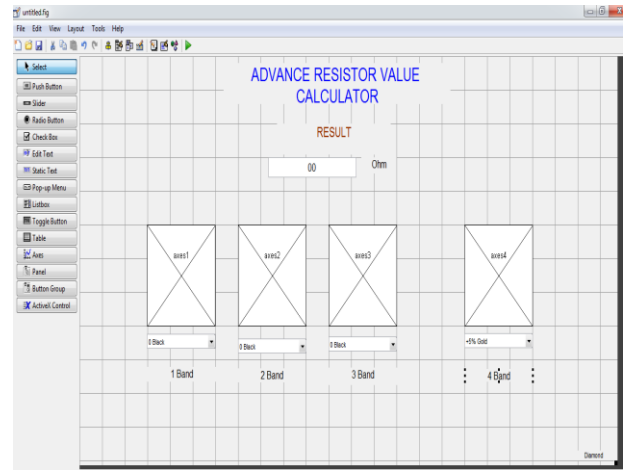 untitled.fig
File Edit View Layout Tools Help
Select
Push Button
Slider
Radio Button
Check Box
Edit Text
Static Text
Pop-up Menu
Listbox
Toggle Button
Table
Axes
Panel
Button Group
ActiveX Control
ADVANCE RESISTOR VALUE
CALCULATOR
RESULT
00 Ohm
axes1 axes2 axes3 axes4
0 Black 0 Black 0 Black +5% Gold
1 Band 2 Band 3 Band 4 Band